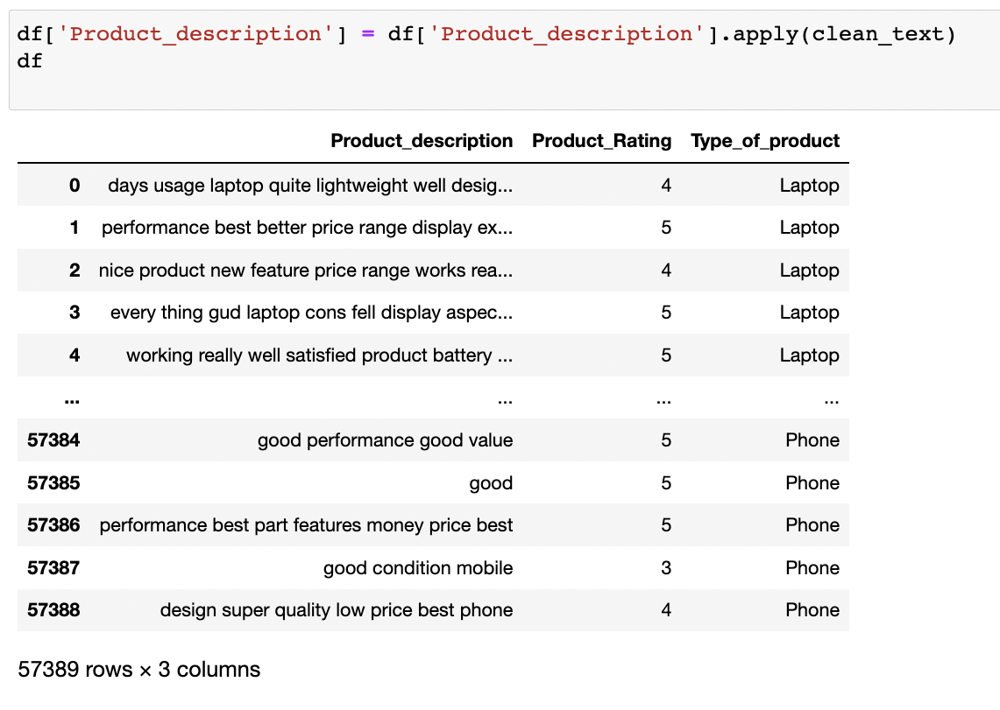 df['Product_description'] = df['Product_description'].apply(clean_text)
df
Product_description Product_Rating Type_of_product
0 days usage laptop quite lightweight well desig... 4 Laptop
1 performance best better price range display ex... 5 Laptop
2 nice product new feature price range works rea... 4 Laptop
3 every thing gud laptop cons fell display aspec... 5 Laptop
4 working really well satisfied product battery ... 5 Laptop
... ... ... ...
57384 good performance good value 5 Phone
57385 good 5 Phone
57386 performance best part features money price best 5 Phone
57387 good condition mobile 3 Phone
57388 design super quality low price best phone 4 Phone
57389 rows × 3 columns